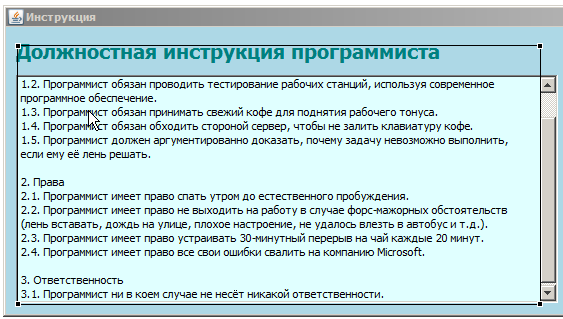 Инструкция
Должностная инструкция программиста
1.2. Программист обязан проводить тестирование рабочих станций, используя современное
программное обеспечение.
1.3. Программист обязан принимать свежий кофе для поднятия рабочего тонуса.
1.4. Программист обязан обходить стороной сервер, чтобы не залить клавиатуру кофе.
1.5. Программист должен аргументированно доказать, почему задачу невозможно выполнить,
если ему её лень решать.
2. Права
2.1. Программист имеет право спать утром до естественного пробуждения.
2.2. Программист имеет право не выходить на работу в случае форс-мажорных обстоятельств
(лень вставать, дождь на улице, плохое настроение, не удалось влезть в автобус и т.д.).
2.3. Программист имеет право устраивать 30-минутный перерыв на чай каждые 20 минут.
2.4. Программист имеет право все свои ошибки свалить на компанию Microsoft.
3. Ответственность
3.1. Программист ни в коем случае не несёт никакой ответственности.